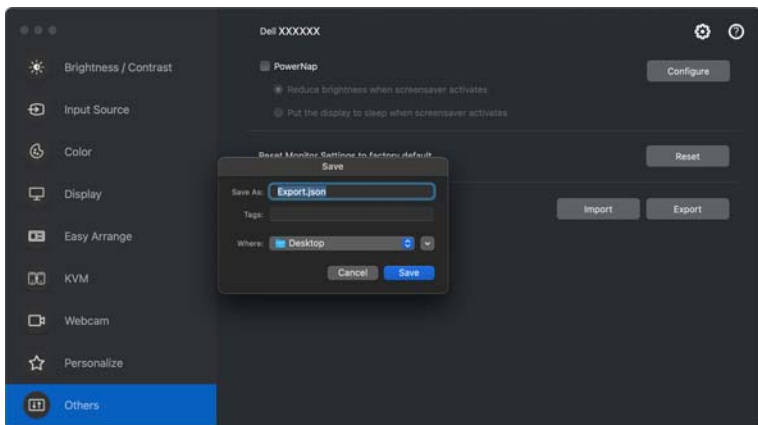 Dell XXXXXX
Brightness / Contrast
Input Source
Color
Display
Easy Arrange
KVM
Webcam
Personalize
Others
PowerNap
Configure
Reduce brightness when screensaver activates
Put the display to sleep when screensaver activates
Reset Monitor Settings to factory default
Reset
Import
Export
Save
Save As:
Export.json
Tags:
Where:
Desktop
Cancel
Save